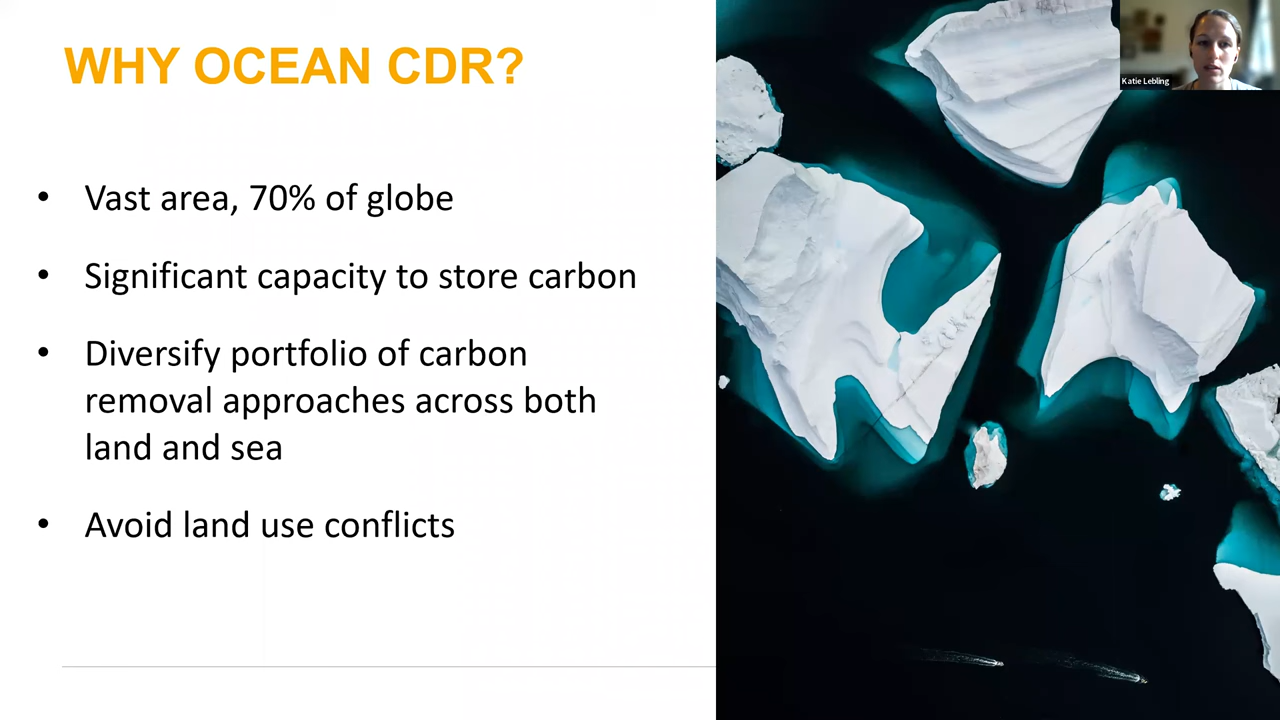 WHY OCEAN CDR?
• Vast area, 70% of globe
• Significant capacity to store carbon
• Diversify portfolio of carbon
removal approaches across both
land and sea
• Avoid land use conflicts
Katie Lebling